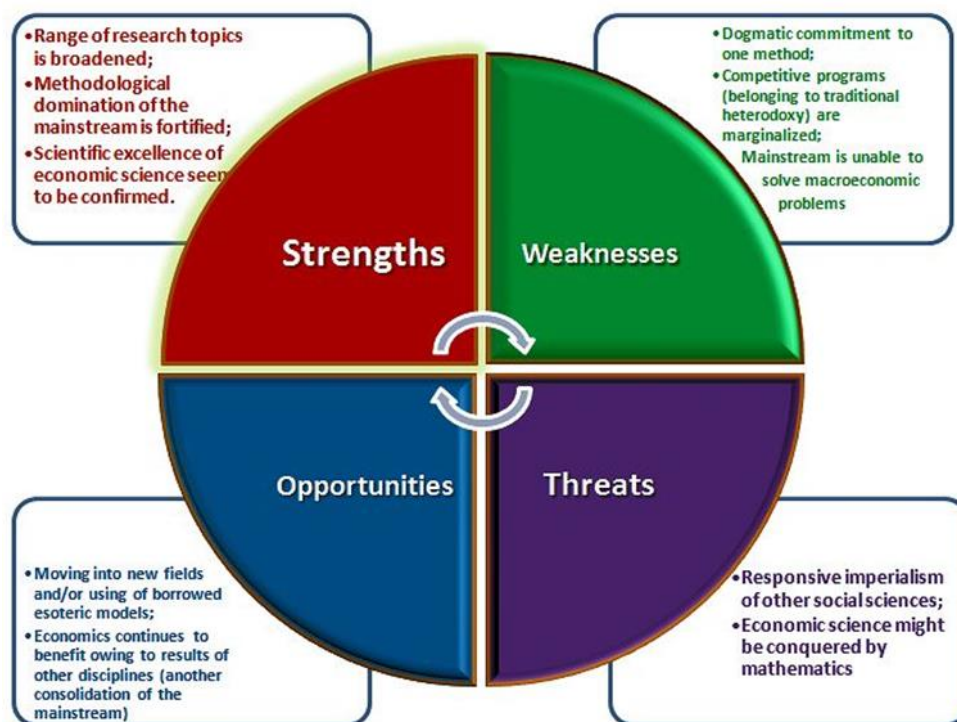 •Range of research topics
is broadened;
•Methodological
domination of the
mainstream is fortified;
•Scientific excellence of
economic science seem
to be confirmed.
•Dogmatic commitment to
one method;
•Competitive programs
(belonging to traditional
heterodoxy) are
marginalized;
Mainstream is unable to
solve macroeconomic
problems
Strengths
Weaknesses
Opportunities
Threats
•Moving into new fields
and/or using of borrowed
esoteric models;
•Economics continues to
benefit owing to results of
other disciplines (another
consolidation of the
mainstream)
•Responsive imperialism
of other social sciences;
•Economic science might
be conquered by
mathematics